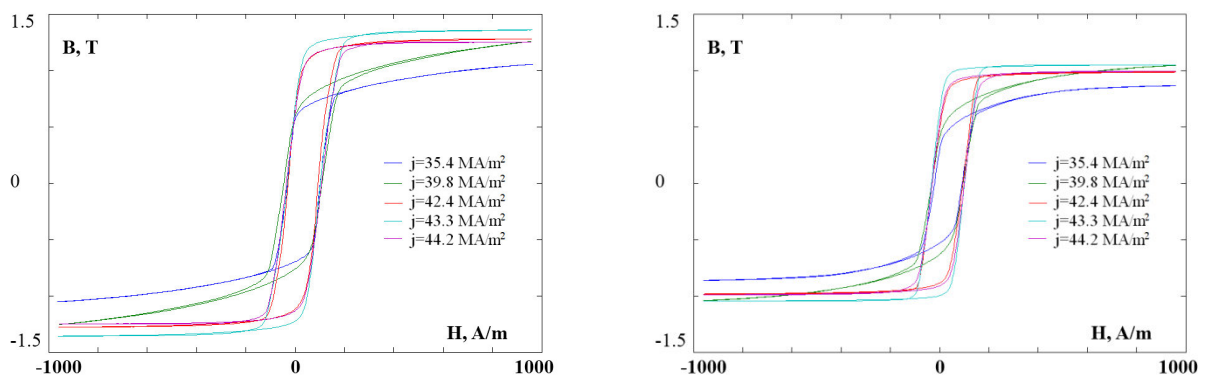 1.5
B, T
0
j=35.4 MA/m²
j=39.8 MA/m²
j=42.4 MA/m²
j=43.3 MA/m²
j=44.2 MA/m²
H, A/m
-1.5
-1000
0
1000
1.5
B, T
0
j=35.4 MA/m²
j=39.8 MA/m²
j=42.4 MA/m²
j=43.3 MA/m²
j=44.2 MA/m²
H, A/m
-1.5
-1000
0
1000